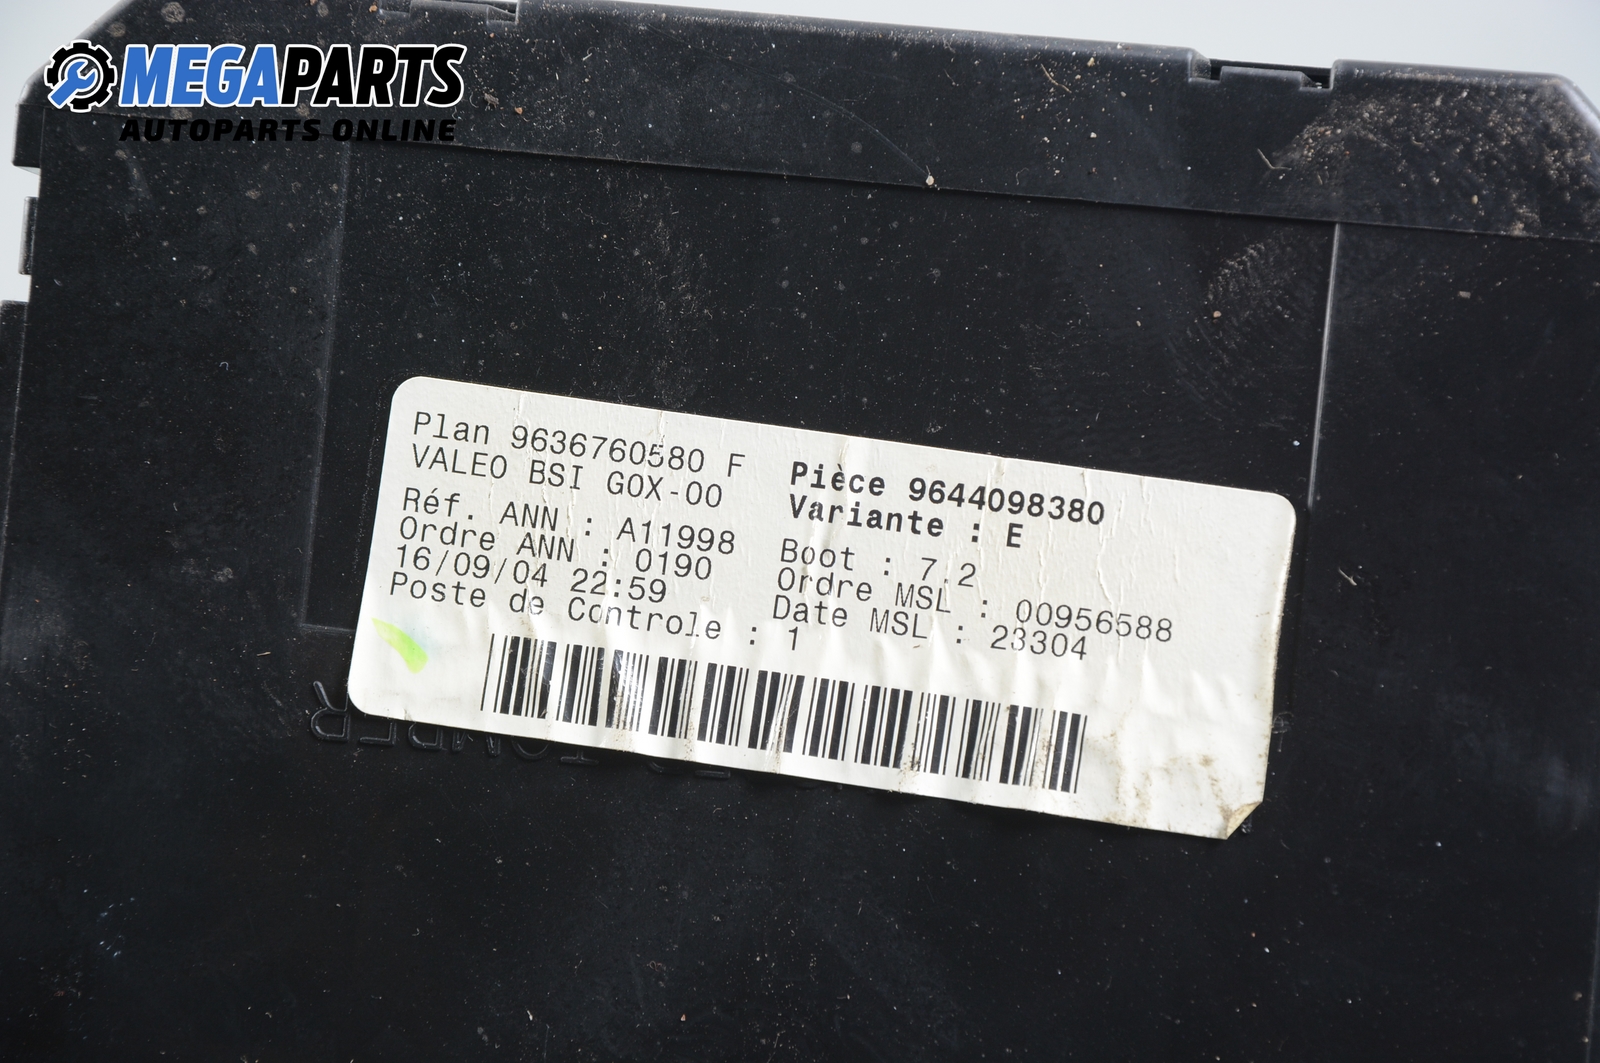 MEGAPARTS
AUTOPARTS ONLINE
Plan 9636760580 F
VALEO BSI G0X-00
Réf. ANN : A11998
Ordre ANN : 0190
16/09/04 22:59
Poste de Controle : 1
Pièce 9644098380
Variante : E
Boot : 7.2
Ordre MSL : 00956588
Date MSL : 23304